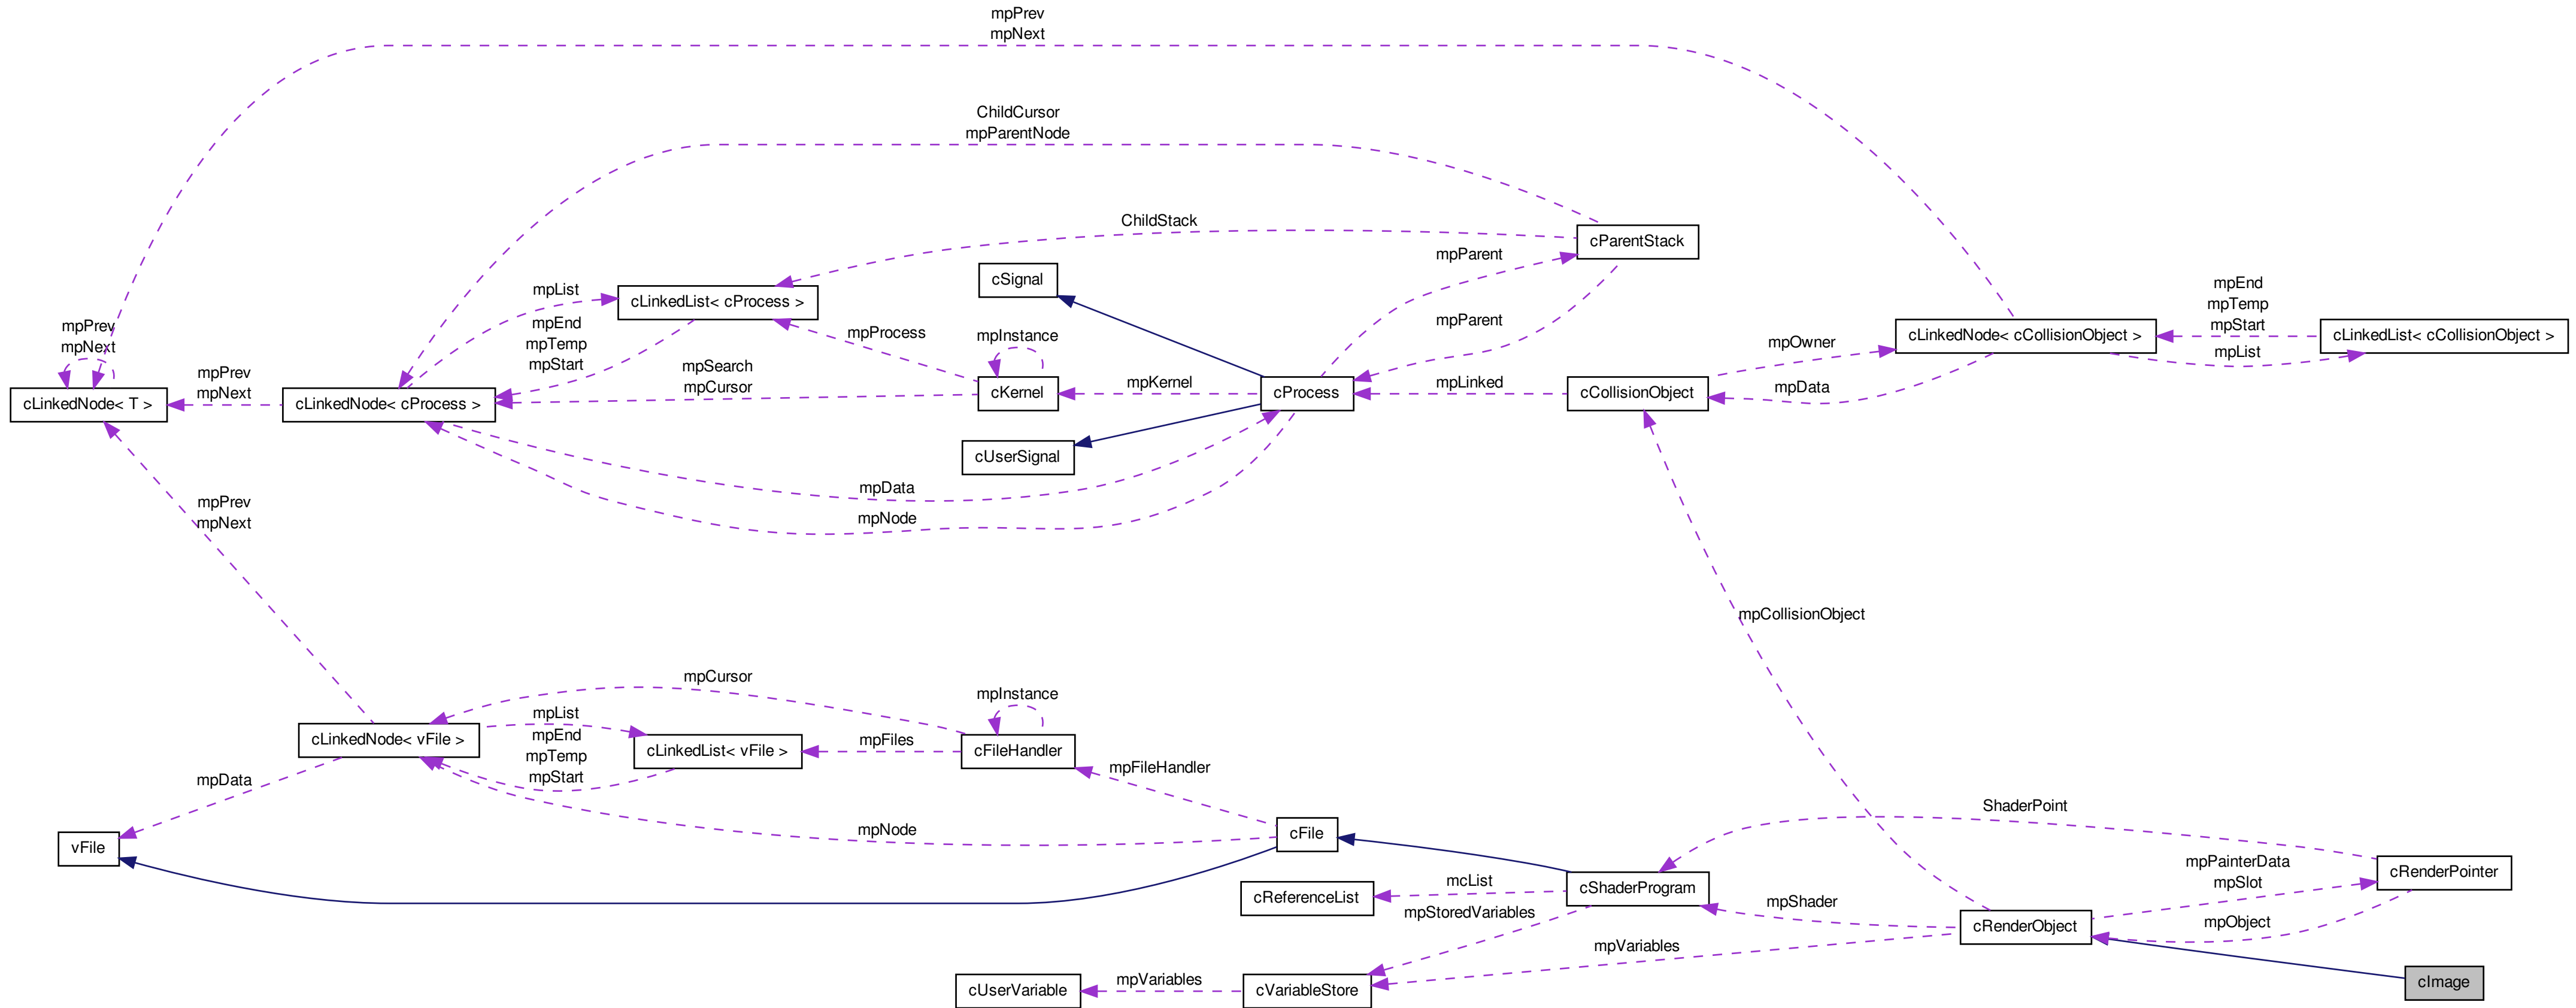 mpPrev
mpNext
ChildCursor
mpParentNode
ChildStack
cParentStack
mpParent
cSignal
mpList
cLinkedList< cProcess >
mpEnd
mpTemp
mpStart
mpProcess
mpInstance
mpParent
mpEnd
mpTemp
mpStart
cLinkedNode< cCollisionObject >
cLinkedList< cCollisionObject >
mpOwner
mpList
mpPrev
mpNext
mpPrev
mpNext
mpSearch
mpCursor
mpKernel
mpLinked
mpData
cLinkedNode< T >
cLinkedNode< cProcess >
cKernel
cProcess
cCollisionObject
cUserSignal
mpData
mpNode
mpPrev
mpNext
mpCollisionObject
mpCursor
mpInstance
mpList
cLinkedNode< vFile >
mpEnd
mpTemp
mpStart
cLinkedList< vFile >
mpFiles
cFileHandler
mpFileHandler
mpData
mpNode
cFile
vFile
ShaderPoint
mpPainterData
mpSlot
cRenderPointer
mcList
cShaderProgram
cReferenceList
mpStoredVariables
mpShader
mpObject
cRenderObject
mpVariables
cUserVariable
mpVariables
cVariableStore
cImage